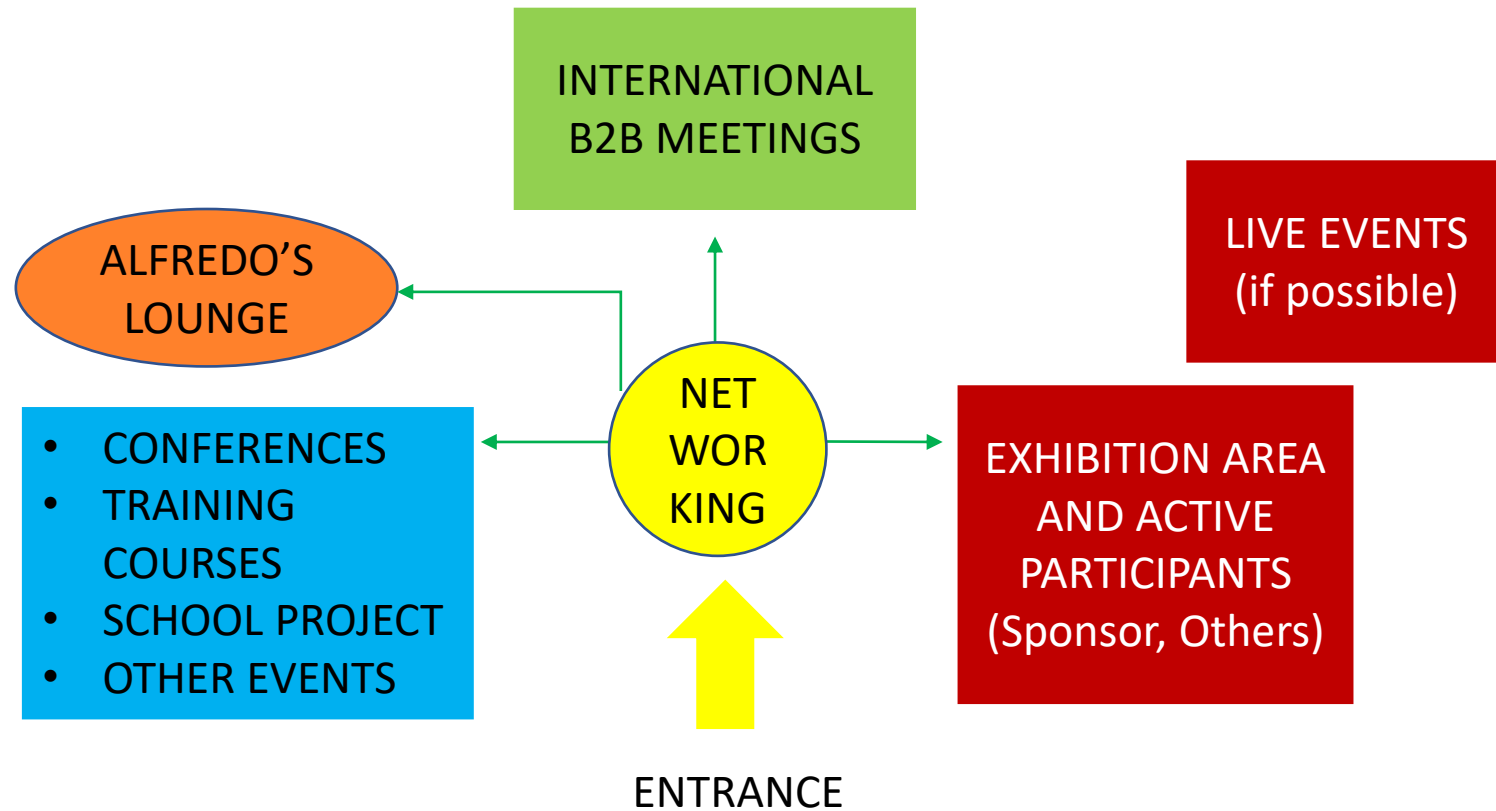 INTERNATIONAL
B2B MEETINGS
LIVE EVENTS
(if possible)
ALFREDO’S
LOUNGE
NET
WOR
KING
• CONFERENCES
• TRAINING
COURSES
• SCHOOL PROJECT
• OTHER EVENTS
EXHIBITION AREA
AND ACTIVE
PARTICIPANTS
(Sponsor, Others)
ENTRANCE